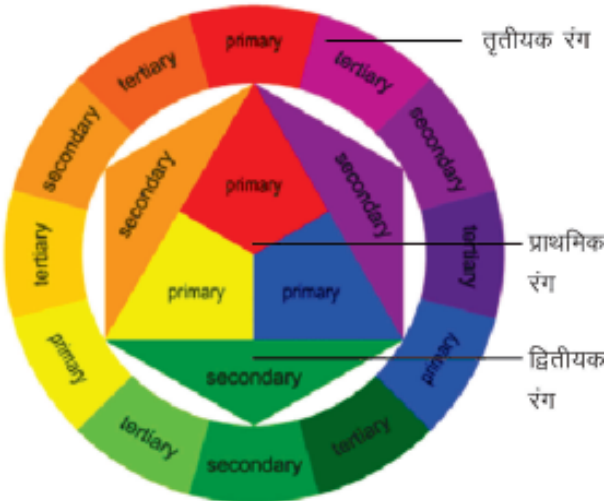 primary
तृतीयक रंग
tertiary
tertiary
secondary
secondary
primary
secondary
secondary
प्राथमिक
रंग
tertiary
tertiary
primary
primary
primary
primary
द्वितीयक
रंग
secondary
tertiary
tertiary
secondary